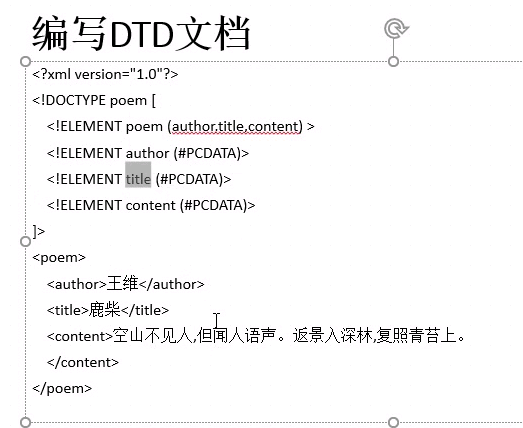 编写DTD文档
<?xml version="1.0"?>
<!DOCTYPE poem [
<!ELEMENT poem (author,title,content) >
<!ELEMENT author (#PCDATA)>
<!ELEMENT title (#PCDATA)>
<!ELEMENT content (#PCDATA)>
]>
<poem>
<author>王维</author>
<title>鹿柴</title>
<content>空山不见人,但闻人语声。返景入深林,复照青苔上。
</content>
</poem>